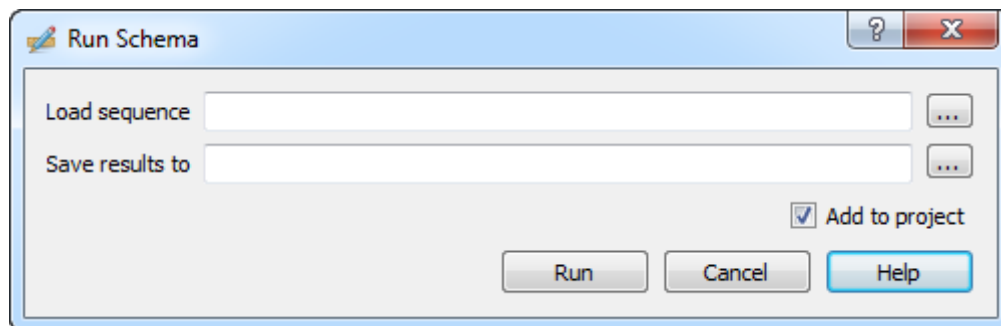 Run Schema
Load sequence ...
Save results to ...
Add to project
Run Cancel Help